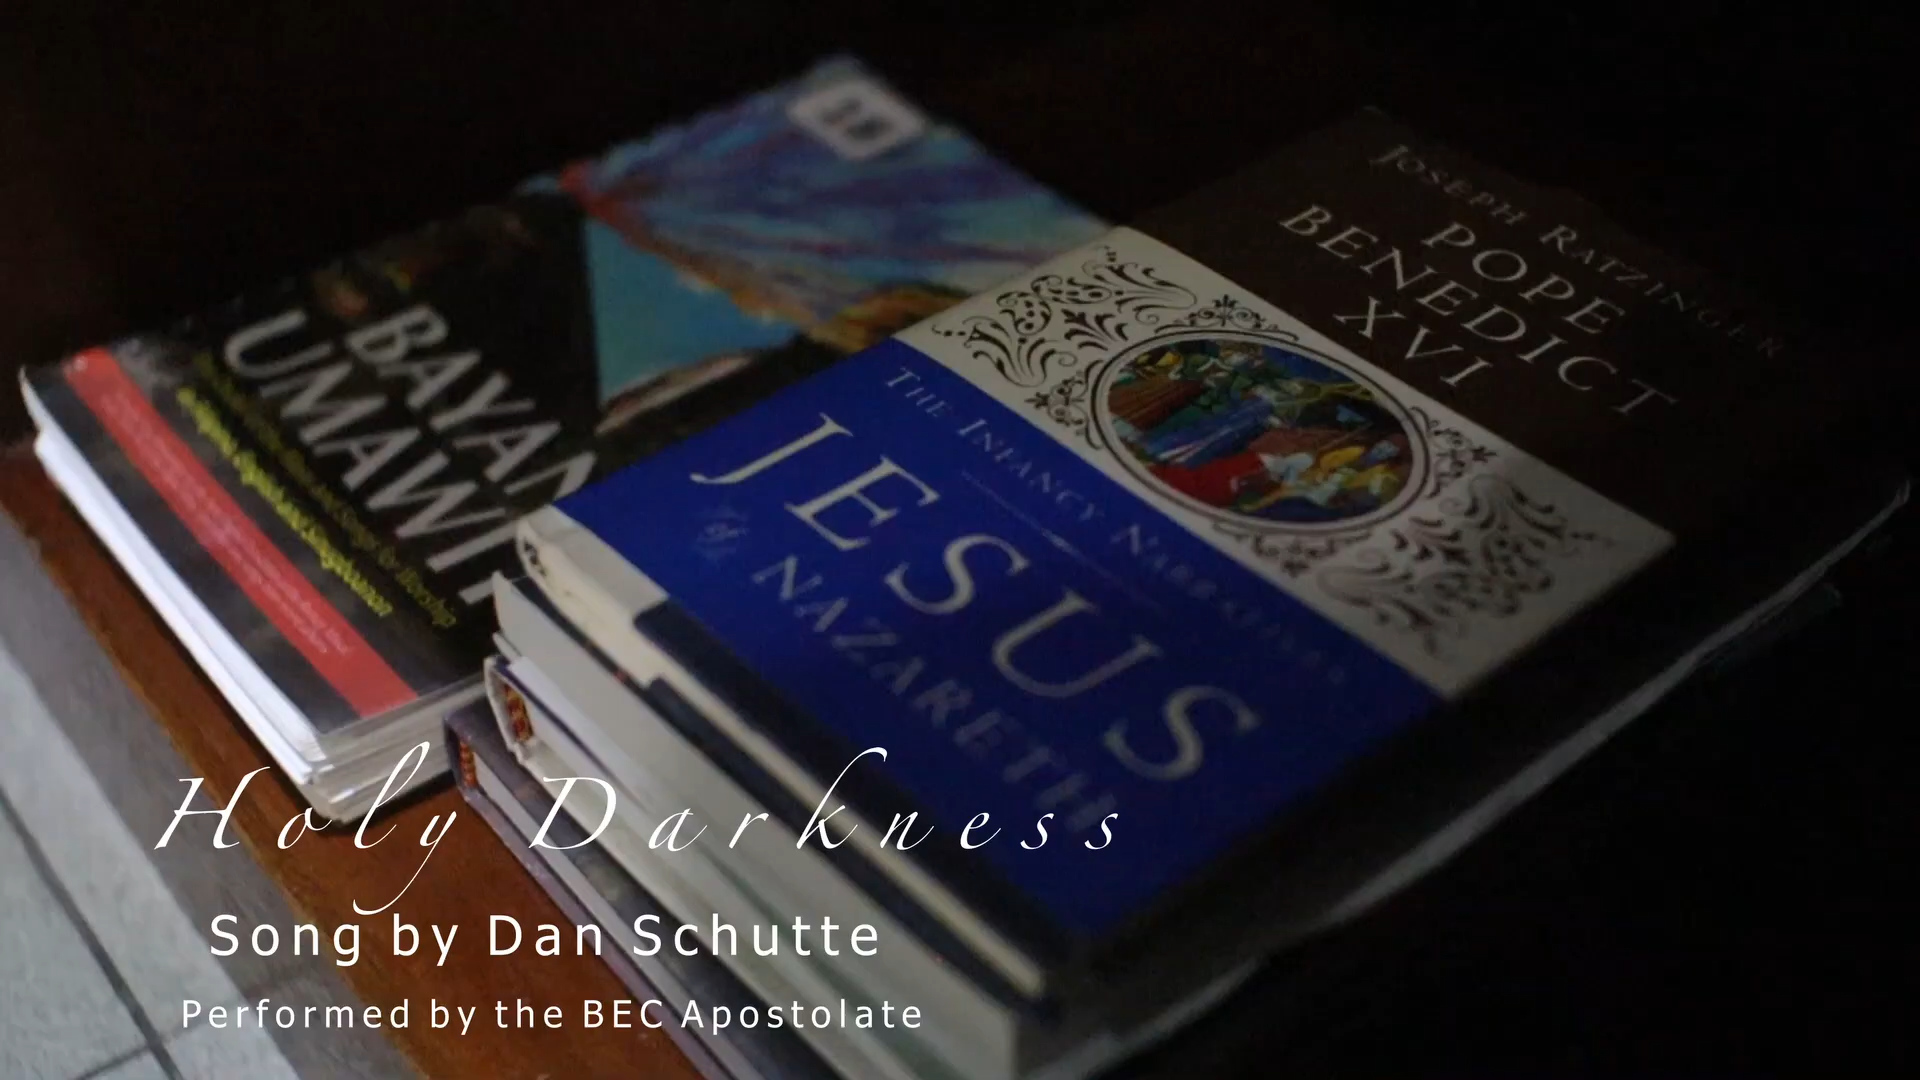 18
BAYAN
UMAWIT
JOSEPH RATZINGER
POPE
BENEDICT
XVI
THE INFANCY NARRATIVES
JESUS
of
NAZARETH
Holy Darkness
Song by Dan Schutte
Performed by the BEC Apostolate